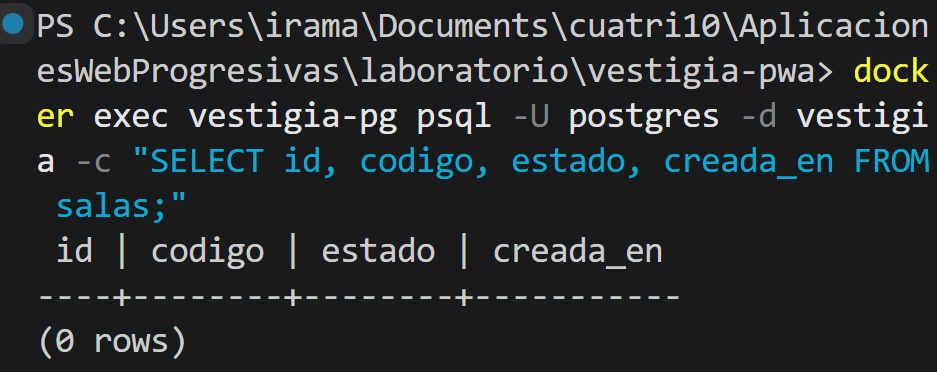 PS C:\Users\irama\Documents\cuatri10\Aplicacion
esWebProgresivas\laboratorio\vestigia-pwa> dock
er exec vestigia-pg psql -U postgres -d vestigi
a -c "SELECT id, codigo, estado, creada_en FROM
 salas;"
 id | codigo | estado | creada_en
----+--------+--------+-----------
(0 rows)